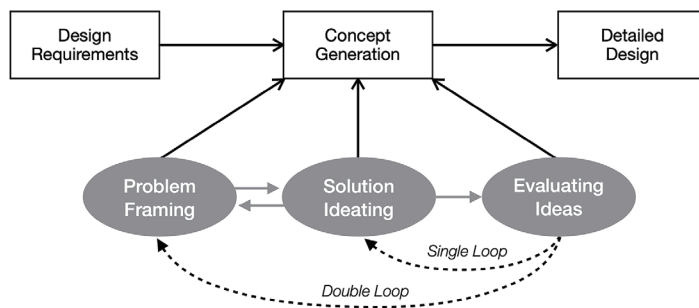 Design
Requirements
Concept
Generation
Detailed
Design
Problem
Framing
Solution
Ideating
Evaluating
Ideas
Single Loop
Double Loop